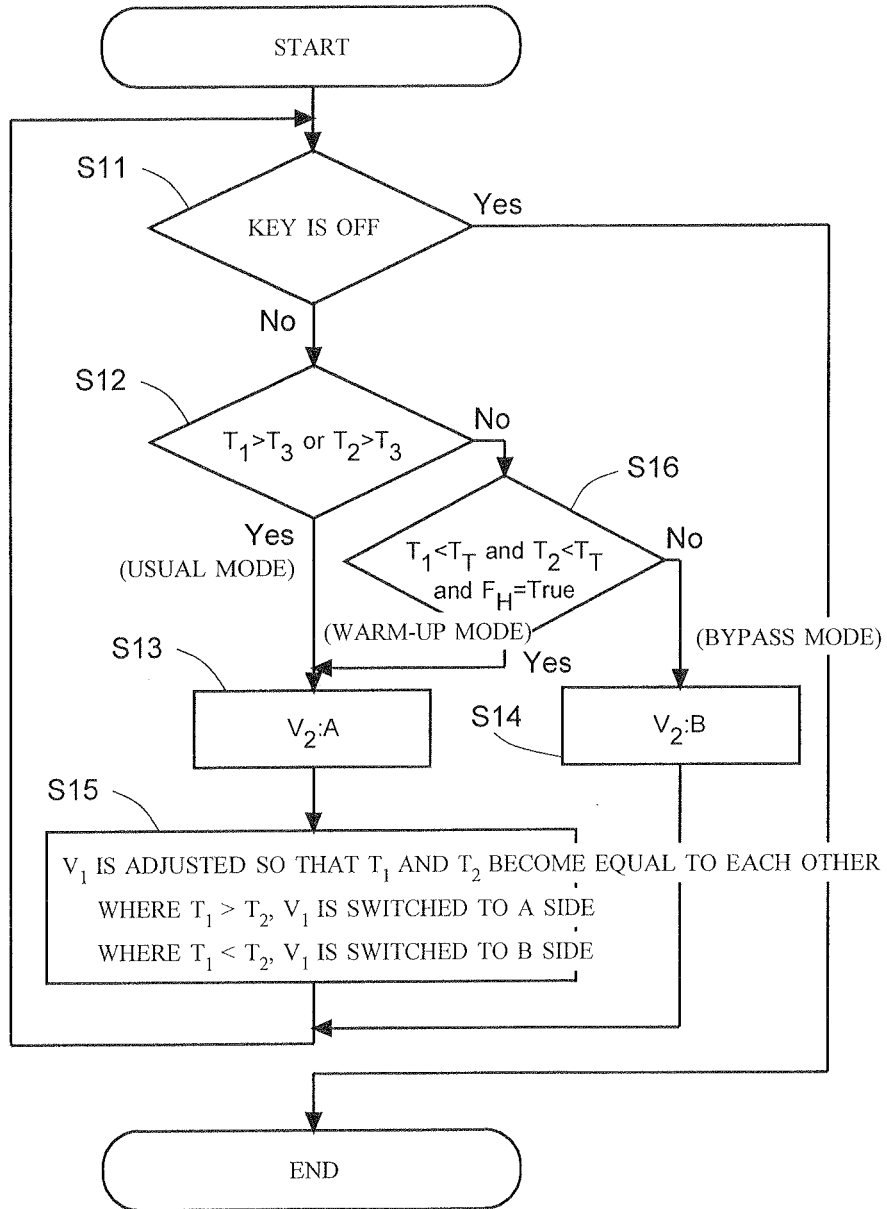 START
S11
KEY IS OFF
Yes
No
S12
T₁>T₃ or T₂>T₃
No
S16
Yes
(USUAL MODE)
T₁<T_T and T₂<T_T
and F_H=True
No
(WARM-UP MODE)
(BYPASS MODE)
Yes
S13
V₂:A
S14
V₂:B
S15
V₁ IS ADJUSTED SO THAT T₁ AND T₂ BECOME EQUAL TO EACH OTHER
WHERE T₁ > T₂, V₁ IS SWITCHED TO A SIDE
WHERE T₁ < T₂, V₁ IS SWITCHED TO B SIDE
END